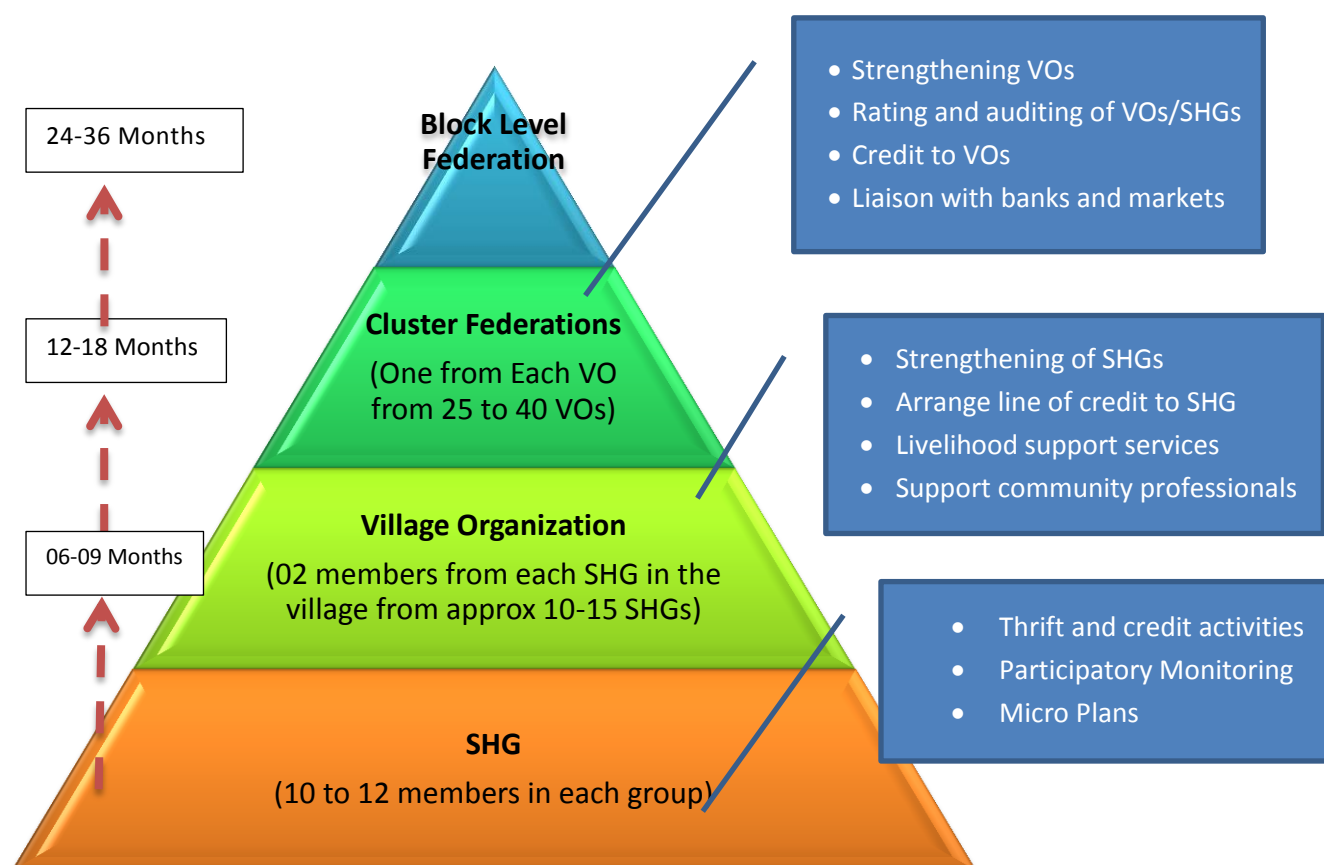 24-36 Months
12-18 Months
06-09 Months
Block Level
Federation
Cluster Federations
(One from Each VO
from 25 to 40 VOs)
Village Organization
(02 members from each SHG in the
village from approx 10-15 SHGs)
SHG
(10 to 12 members in each group)
• Strengthening VOs
• Rating and auditing of VOs/SHGs
• Credit to VOs
• Liaison with banks and markets
• Strengthening of SHGs
• Arrange line of credit to SHG
• Livelihood support services
• Support community professionals
• Thrift and credit activities
• Participatory Monitoring
• Micro Plans